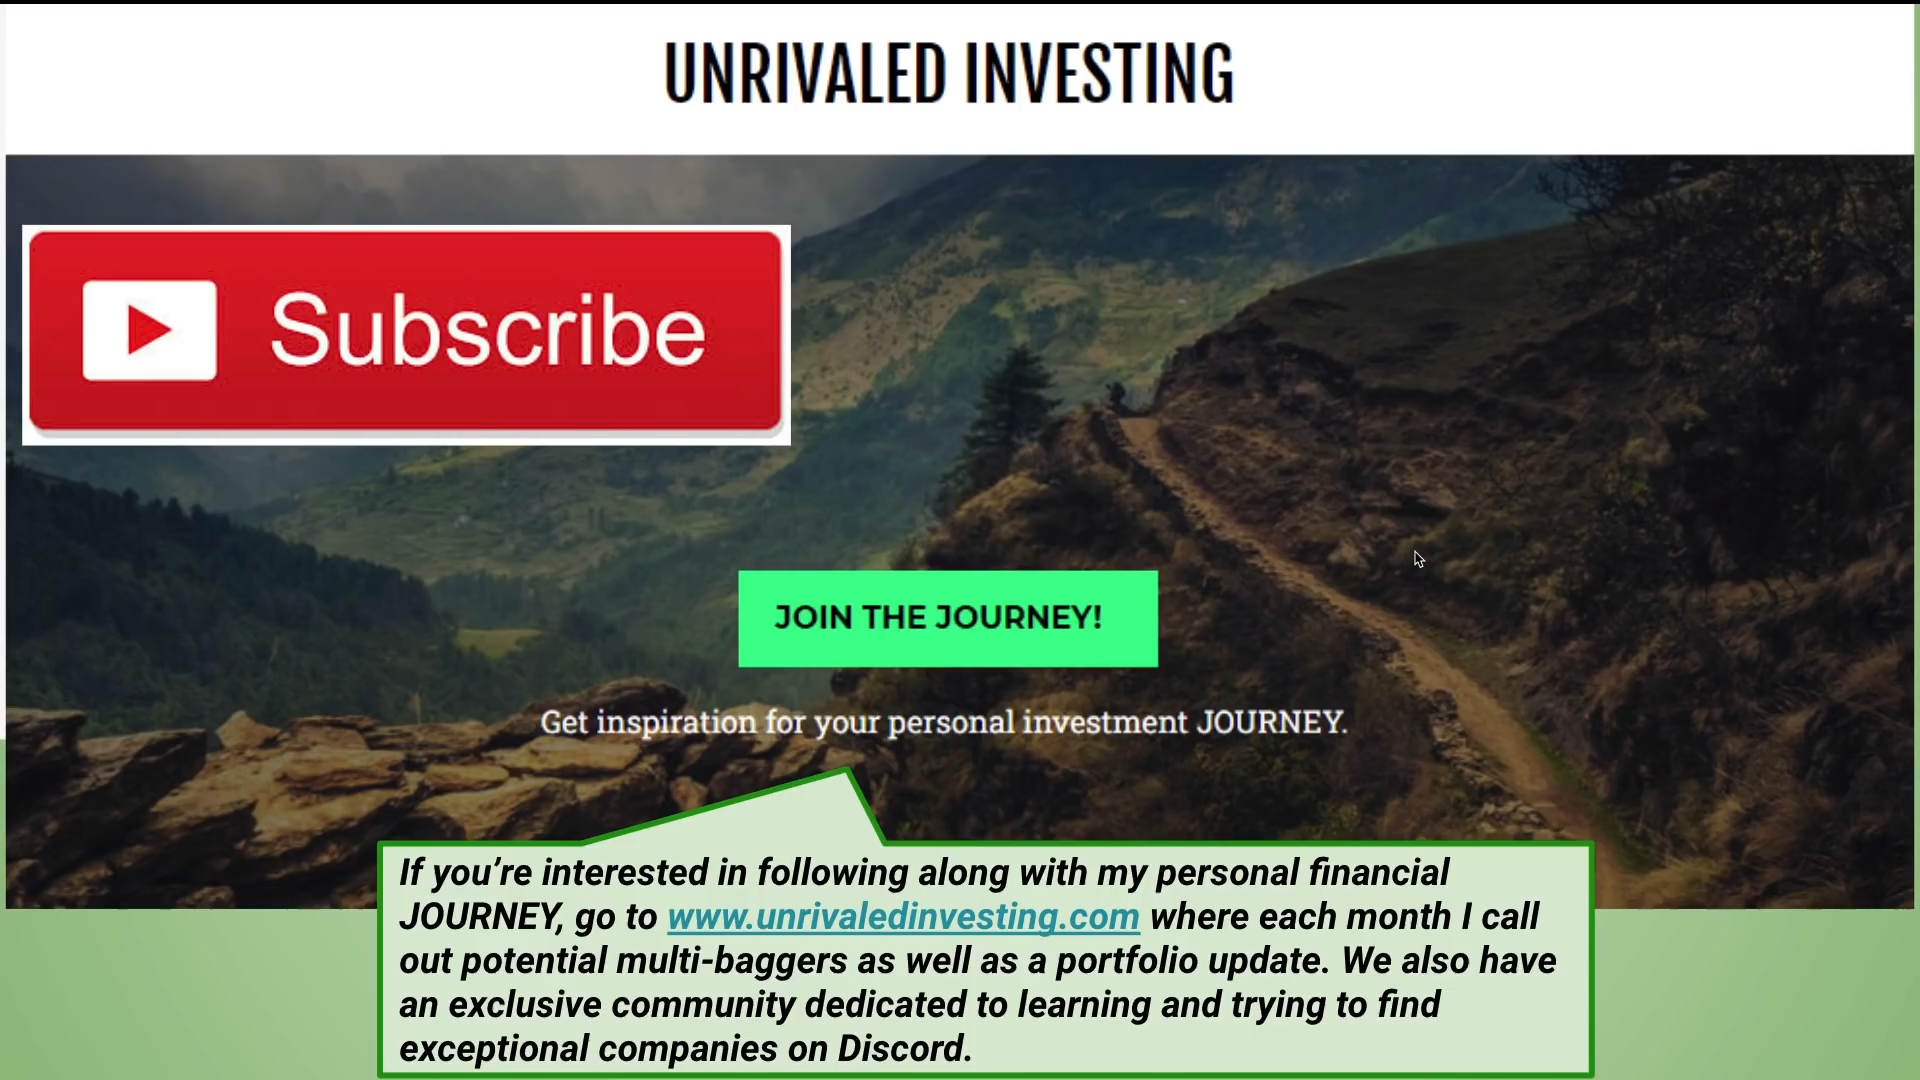 UNRIVALED INVESTING
Subscribe
JOIN THE JOURNEY!
Get inspiration for your personal investment JOURNEY.
If you’re interested in following along with my personal financial
JOURNEY, go to www.unrivaledinvesting.com where each month I call
out potential multi-baggers as well as a portfolio update. We also have
an exclusive community dedicated to learning and trying to find
exceptional companies on Discord.